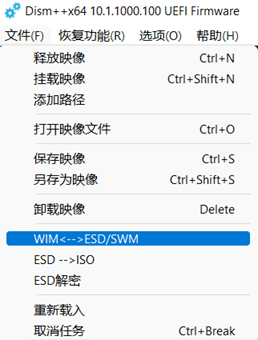 Dism++x64 10.1.1000.100 UEFI Firmware
文件(F) 恢复功能(R) 选项(O) 帮助(H)
释放映像 Ctrl+N
挂载映像 Ctrl+Shift+N
添加路径
打开映像文件 Ctrl+O
保存映像 Ctrl+S
另存为映像 Ctrl+Shift+S
卸载映像 Delete
WIM<-->ESD/SWM
ESD -->ISO
ESD解密
重新载入
取消任务 Ctrl+Break